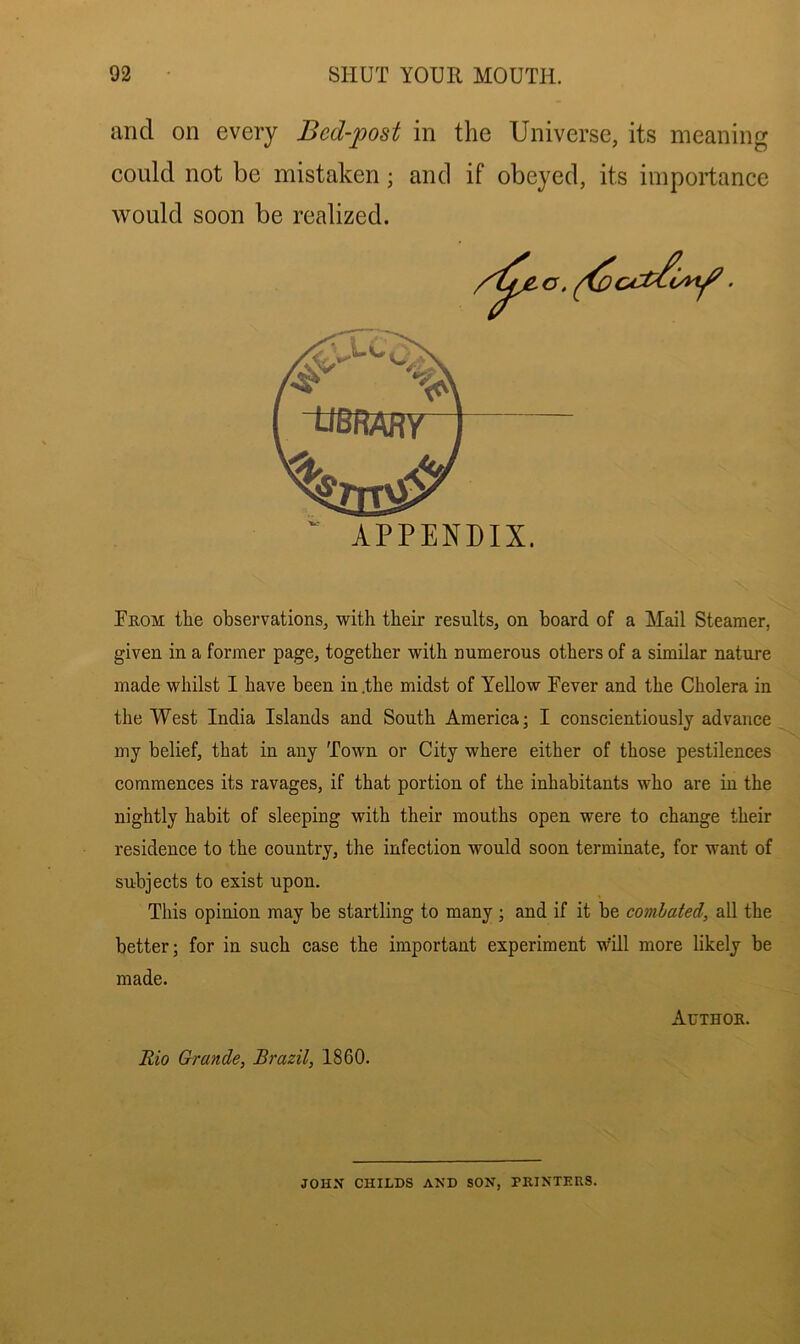 92 SHUT YOUR MOUTH.
and on every Bed-post in the Universe, its meaning
could not be mistaken; and if obeyed, its importance
would soon be realized.
Geo. Catlin.
WELLCOME
LIBRARY
INSTITUTE
APPENDIX.
FROM the observations, with their results, on board of a Mail Steamer,
given in a former page, together with numerous others of a similar nature
made whilst I have been in the midst of Yellow Fever and the Cholera in
the West India Islands and South America; I conscientiously advance
my belief, that in any Town or City where either of those pestilences
commences its ravages, if that portion of the inhabitants who are in the
nightly habit of sleeping with their mouths open were to change their
residence to the country, the infection would soon terminate, for want of
subjects to exist upon.
This opinion may be startling to many; and if it be combated, all the
better; for in such case the important experiment will more likely be
made.
AUTHOR.
Rio Grande, Brazil, 1860.
JOHN CHILDS AND SON, PRINTERS.